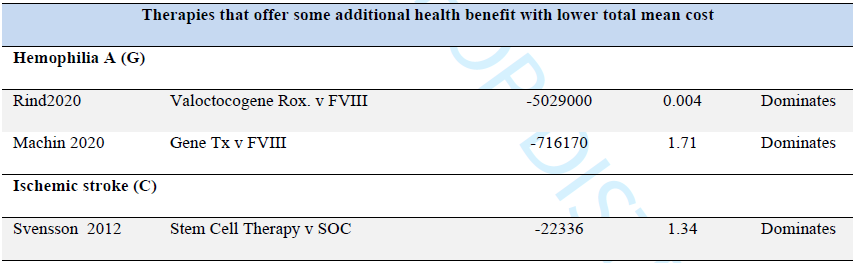 Therapies that offer some additional health benefit with lower total mean cost
Hemophilia A (G)
Rind2020 Valoctocogene Rox. v FVIII -5029000 0.004 Dominates
Machin 2020 Gene Tx v FVIII -716170 1.71 Dominates
Ischemic stroke (C)
Svensson 2012 Stem Cell Therapy v SOC -22336 1.34 Dominates